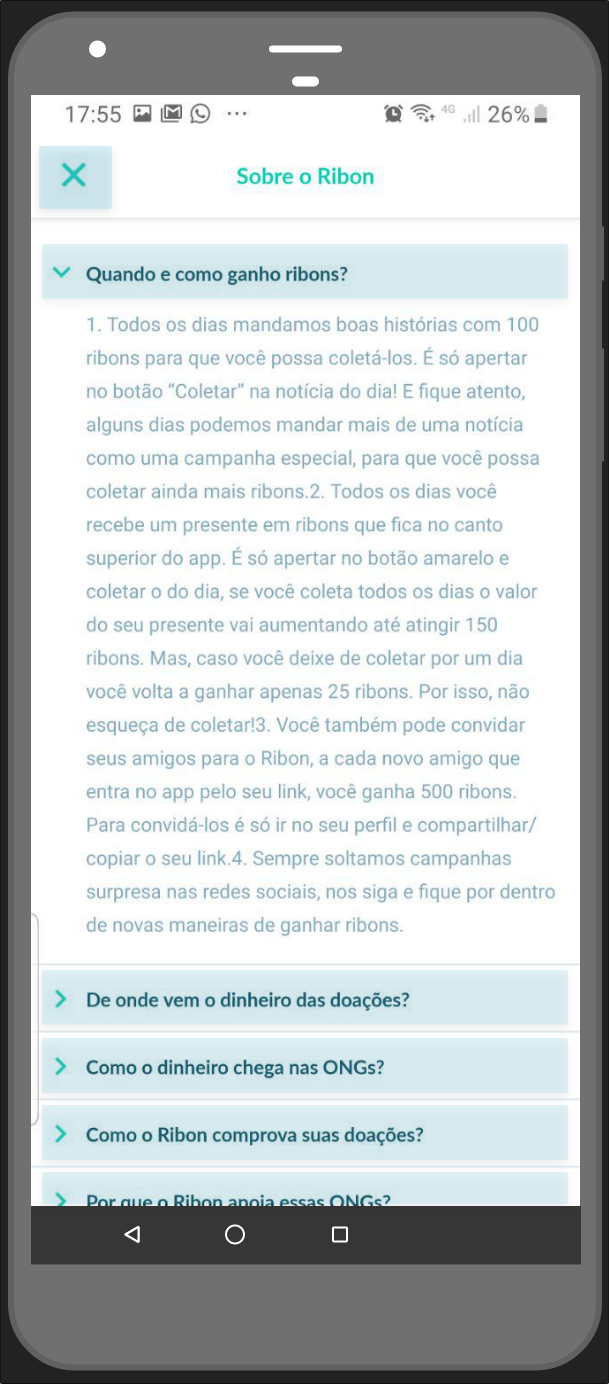 17:55 ... 4G 26%
Sobre o Ribon
Quando e como ganho ribons?
1. Todos os dias mandamos boas histórias com 100
ribons para que você possa coletá-los. É só apertar
no botão “Coletar” na notícia do dia! E fique atento,
alguns dias podemos mandar mais de uma notícia
como uma campanha especial, para que você possa
coletar ainda mais ribons.2. Todos os dias você
recebe um presente em ribons que fica no canto
superior do app. É só apertar no botão amarelo e
coletar o do dia, se você coleta todos os dias o valor
do seu presente vai aumentando até atingir 150
ribons. Mas, caso você deixe de coletar por um dia
você volta a ganhar apenas 25 ribons. Por isso, não
esqueça de coletar!3. Você também pode convidar
seus amigos para o Ribon, a cada novo amigo que
entra no app pelo seu link, você ganha 500 ribons.
Para convidá-los é só ir no seu perfil e compartilhar/
copiar o seu link.4. Sempre soltamos campanhas
surpresa nas redes sociais, nos siga e fique por dentro
de novas maneiras de ganhar ribons.
De onde vem o dinheiro das doações?
Como o dinheiro chega nas ONGs?
Como o Ribon comprova suas doações?
Por que o Ribon apoia essas ONGs?